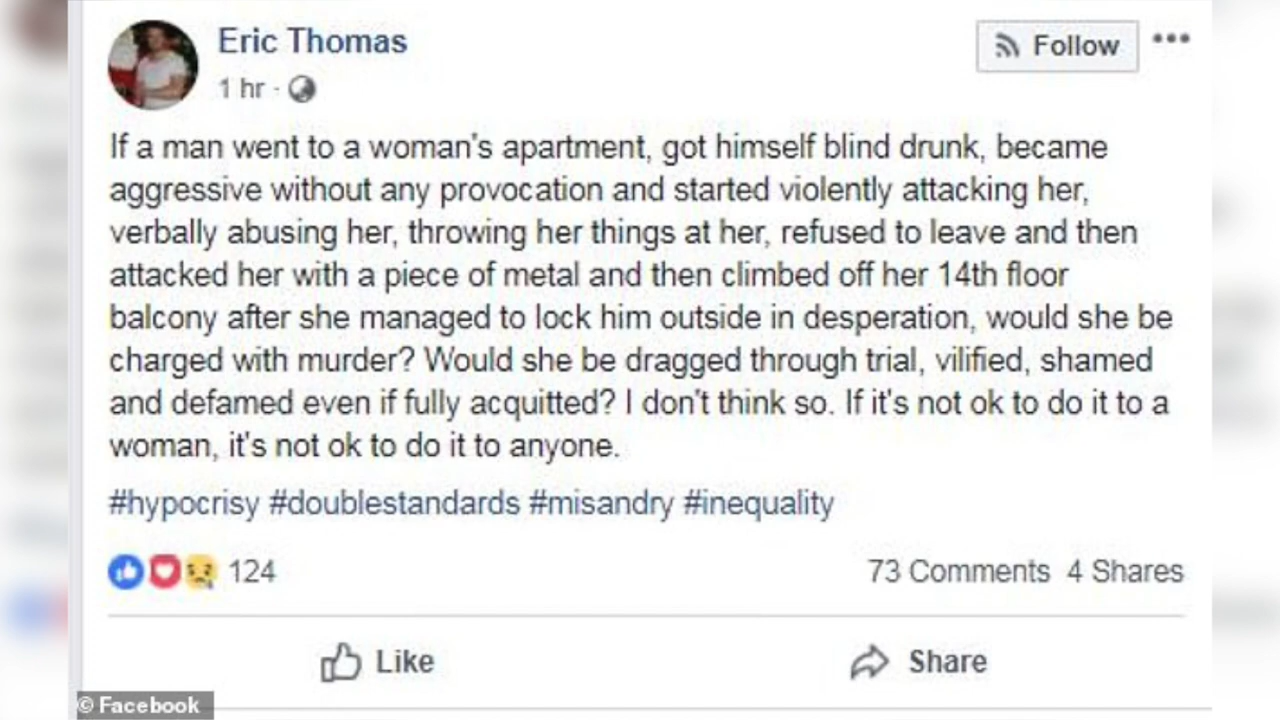 Eric Thomas
Follow
1 hr
If a man went to a woman's apartment, got himself blind drunk, became
aggressive without any provocation and started violently attacking her,
verbally abusing her, throwing her things at her, refused to leave and then
attacked her with a piece of metal and then climbed off her 14th floor
balcony after she managed to lock him outside in desperation, would she be
charged with murder? Would she be dragged through trial, vilified, shamed
and defamed even if fully acquitted? I don't think so. If it's not ok to do it to a
woman, it's not ok to do it to anyone.
#hypocrisy #doublestandards #misandry #inequality
124
73 Comments 4 Shares
Like
Share
© Facebook